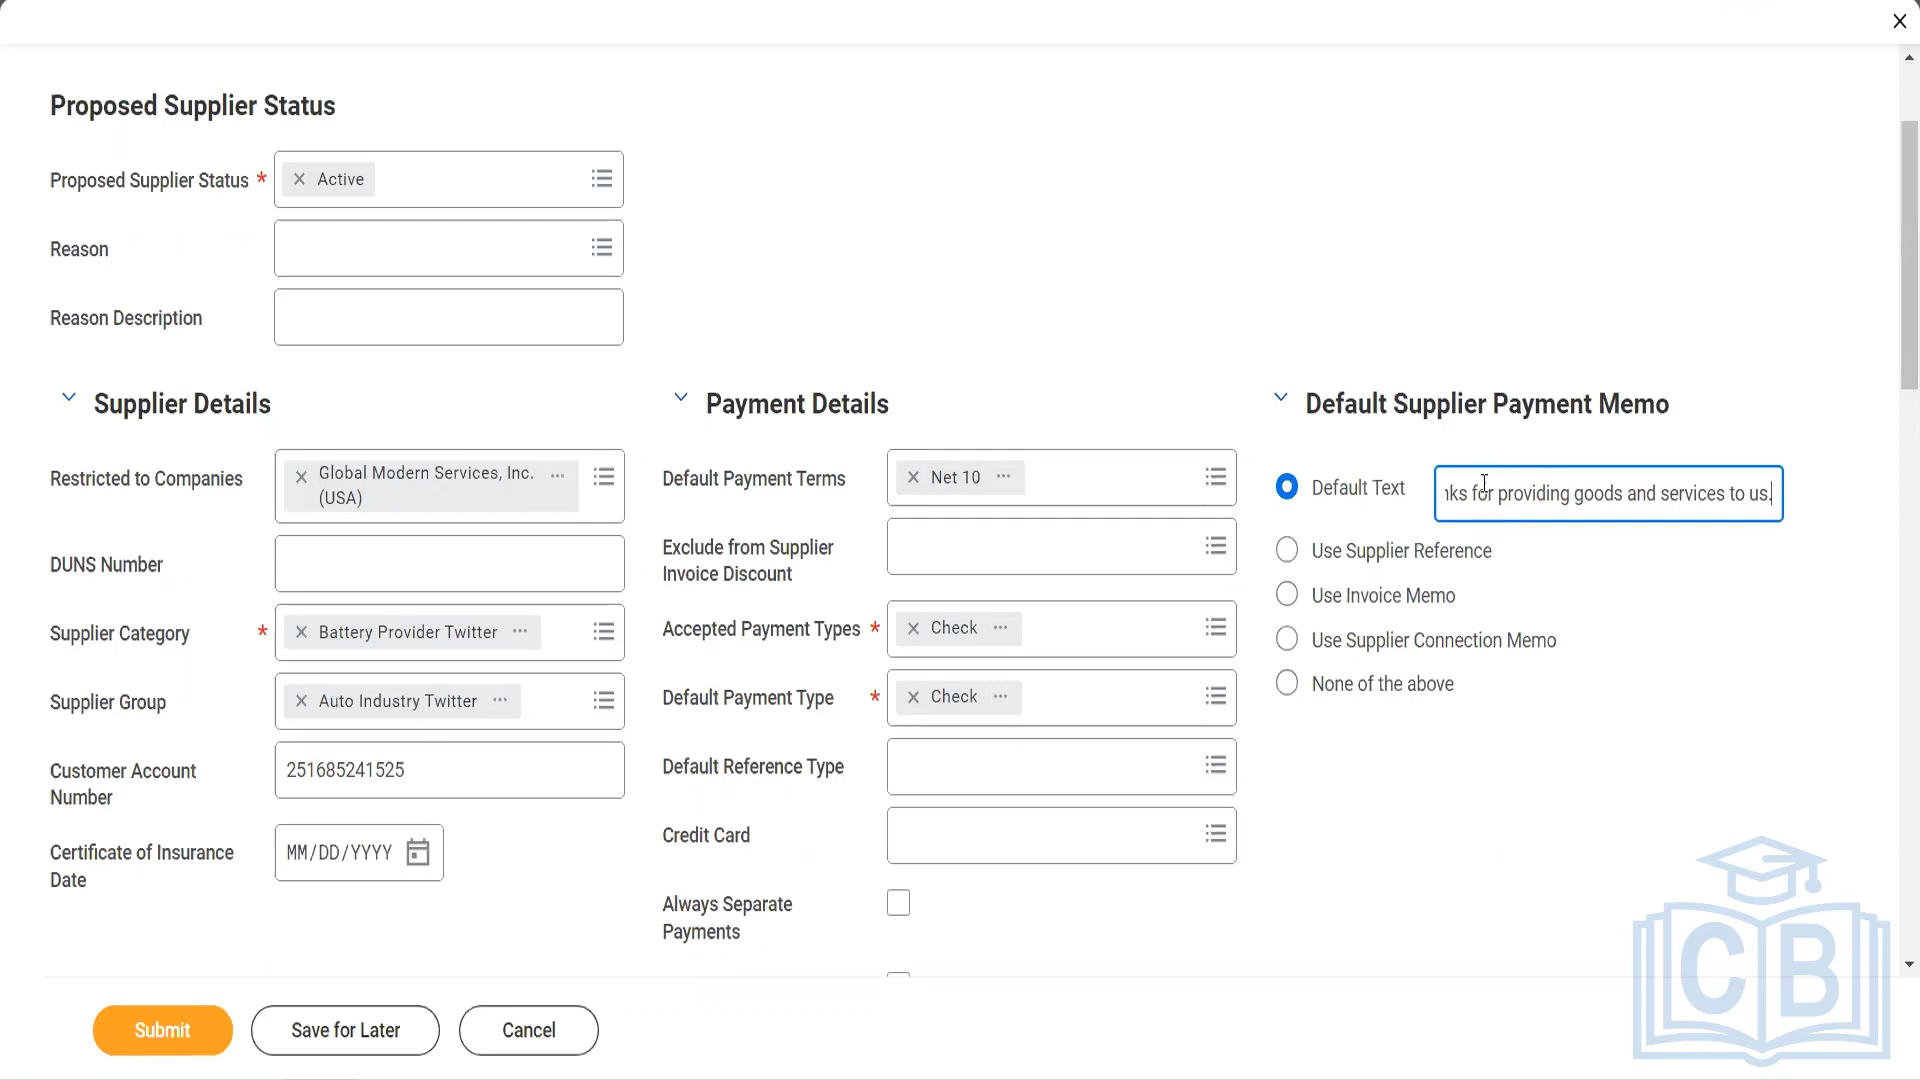 Proposed Supplier Status
Proposed Supplier Status * Active
Reason
Reason Description
Supplier Details
Restricted to Companies
Global Modern Services, Inc.
(USA)
DUNS Number
Supplier Category * Battery Provider Twitter
Supplier Group Auto Industry Twitter
Customer Account
Number
251685241525
Certificate of Insurance
Date
MM/DD/YYYY
Payment Details
Default Payment Terms Net 10
Exclude from Supplier
Invoice Discount
Accepted Payment Types * Check
Default Payment Type * Check
Default Reference Type
Credit Card
Always Separate
Payments
Default Supplier Payment Memo
Default Text for providing goods and services to us.
Use Supplier Reference
Use Invoice Memo
Use Supplier Connection Memo
None of the above
Submit Save for Later Cancel
CB